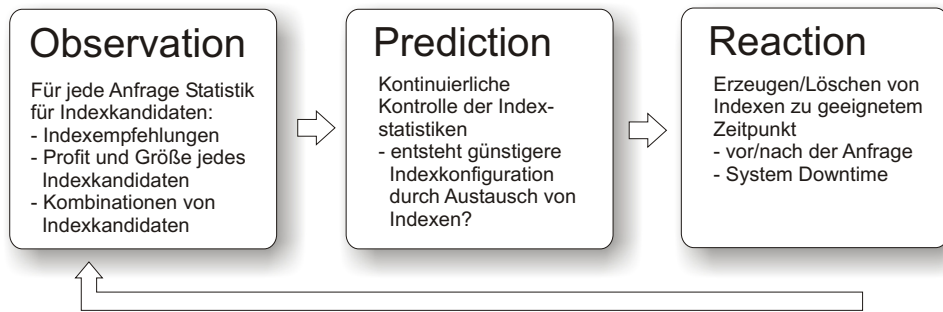 Observation
Für jede Anfrage Statistik
für Indexkandidaten:
- Indexempfehlungen
- Profit und Größe jedes
Indexkandidaten
- Kombinationen von
Indexkandidaten
Prediction
Kontinuierliche
Kontrolle der Index-
statistiken
- entsteht günstigere
Indexkonfiguration
durch Austausch von
Indexen?
Reaction
Erzeugen/Löschen von
Indexen zu geeignetem
Zeitpunkt
- vor/nach der Anfrage
- System Downtime